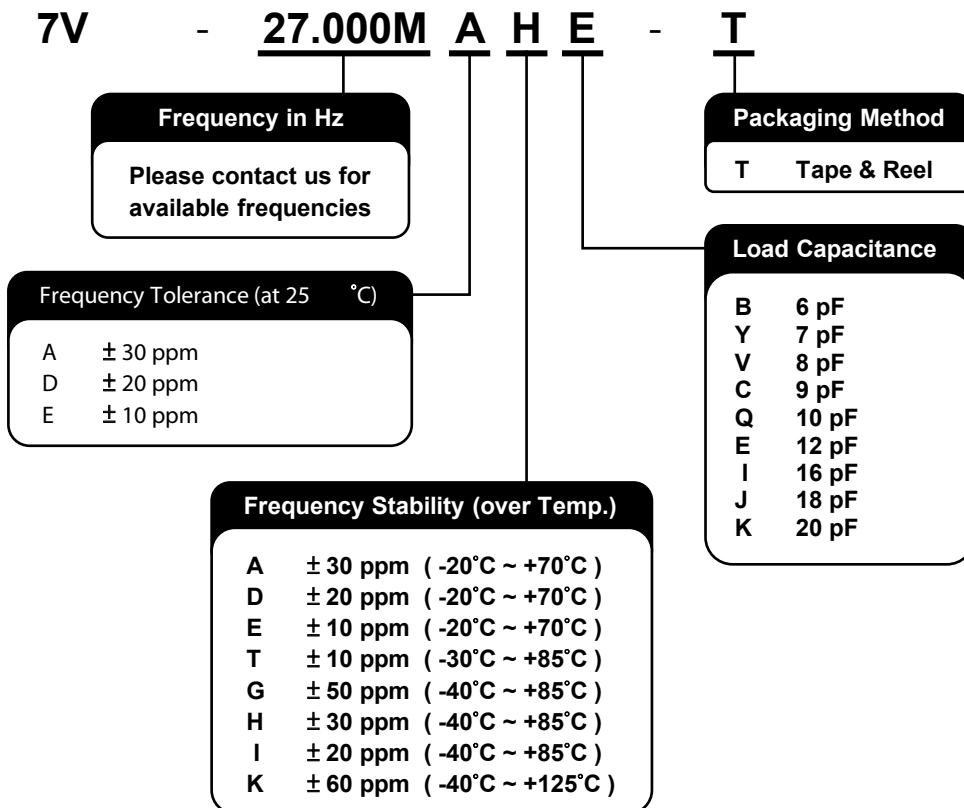 7V - 27.000M A H E - T
Frequency in Hz
Please contact us for
available frequencies
Packaging Method
T Tape & Reel
Load Capacitance
B 6 pF
Y 7 pF
V 8 pF
C 9 pF
Q 10 pF
E 12 pF
I 16 pF
J 18 pF
K 20 pF
Frequency Tolerance (at 25 °C)
A ± 30 ppm
D ± 20 ppm
E ± 10 ppm
Frequency Stability (over Temp.)
A ± 30 ppm ( -20°C ~ +70°C )
D ± 20 ppm ( -20°C ~ +70°C )
E ± 10 ppm ( -20°C ~ +70°C )
T ± 10 ppm ( -30°C ~ +85°C )
G ± 50 ppm ( -40°C ~ +85°C )
H ± 30 ppm ( -40°C ~ +85°C )
I ± 20 ppm ( -40°C ~ +85°C )
K ± 60 ppm ( -40°C ~ +125°C )